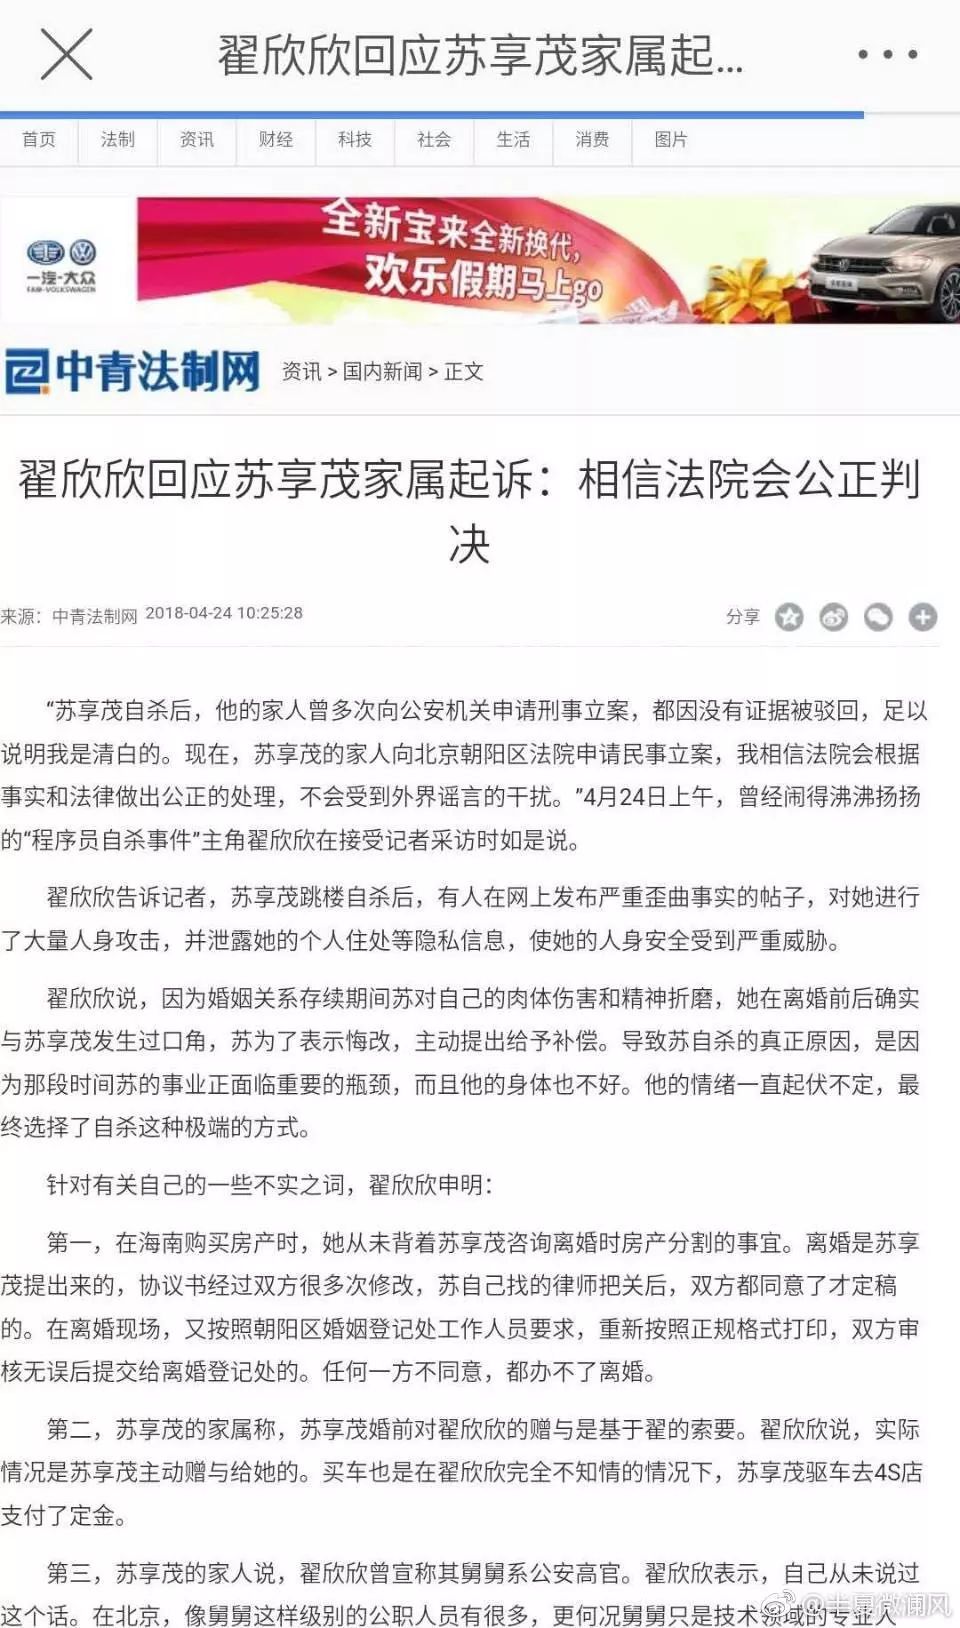 翟欣欣回应苏享茂家属起...
首页 法制 资讯 财经 科技 社会 生活 消费 图片
全新宝来全新换代,
欢乐假期马上go
一汽-大众
FAW-VOLKSWAGEN
中青法制网 资讯 > 国内新闻 > 正文
翟欣欣回应苏享茂家属起诉：相信法院会公正判
决
来源：中青法制网 2018-04-24 10:25:28 分享
“苏享茂自杀后，他的家人曾多次向公安机关申请刑事立案，都因没有证据被驳回，足以
说明我是清白的。现在，苏享茂的家人向北京朝阳区法院申请民事立案，我相信法院会根据
事实和法律做出公正的处理，不会受到外界谣言的干扰。”4月24日上午，曾经闹得沸沸扬扬
的“程序员自杀事件”主角翟欣欣在接受记者采访时如是说。
翟欣欣告诉记者，苏享茂跳楼自杀后，有人在网上发布严重歪曲事实的帖子，对她进行
了大量人身攻击，并泄露她的个人住处等隐私信息，使她的人身安全受到严重威胁。
翟欣欣说，因为婚姻关系存续期间苏对自己的肉体伤害和精神折磨，她在离婚前后确实
与苏享茂发生过口角，苏为了表示悔改，主动提出给予补偿。导致苏自杀的真正原因，是因
为那段时间苏的事业正面临重要的瓶颈，而且他的身体也不好。他的情绪一直起伏不定，最
终选择了自杀这种极端的方式。
针对有关自己的一些不实之词，翟欣欣申明：
第一，在海南购买房产时，她从未背着苏享茂咨询离婚时房产分割的事宜。离婚是苏享
茂提出来的，协议书经过双方很多次修改，苏自己找的律师把关后，双方都同意了才定稿
的。在离婚现场，又按照朝阳区婚姻登记处工作人员要求，重新按照正规格式打印，双方审
核无误后提交给离婚登记处的。任何一方不同意，都办不了离婚。
第二，苏享茂的家属称，苏享茂婚前对翟欣欣的赠与是基于翟的索要。翟欣欣说，实际
情况是苏享茂主动赠与给她的。买车也是在翟欣欣完全不知情的情况下，苏享茂驱车去4S店
支付了定金。
第三，苏享茂的家人说，翟欣欣曾宣称其舅舅系公安高官。翟欣欣表示，自己从未说过
这个话。在北京，像舅舅这样级别的公职人员有很多，更何况舅舅只是技术领域的专业人
@半夏微澜风